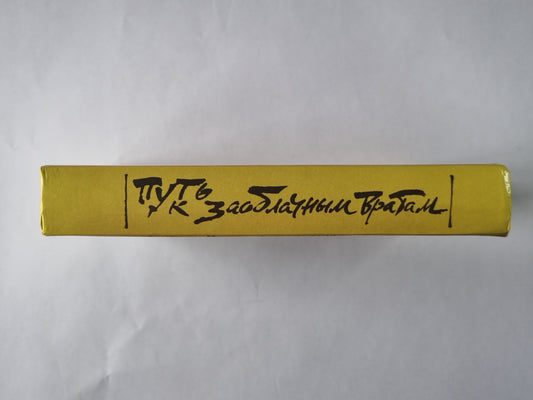 Путь к Заоблачным вратам